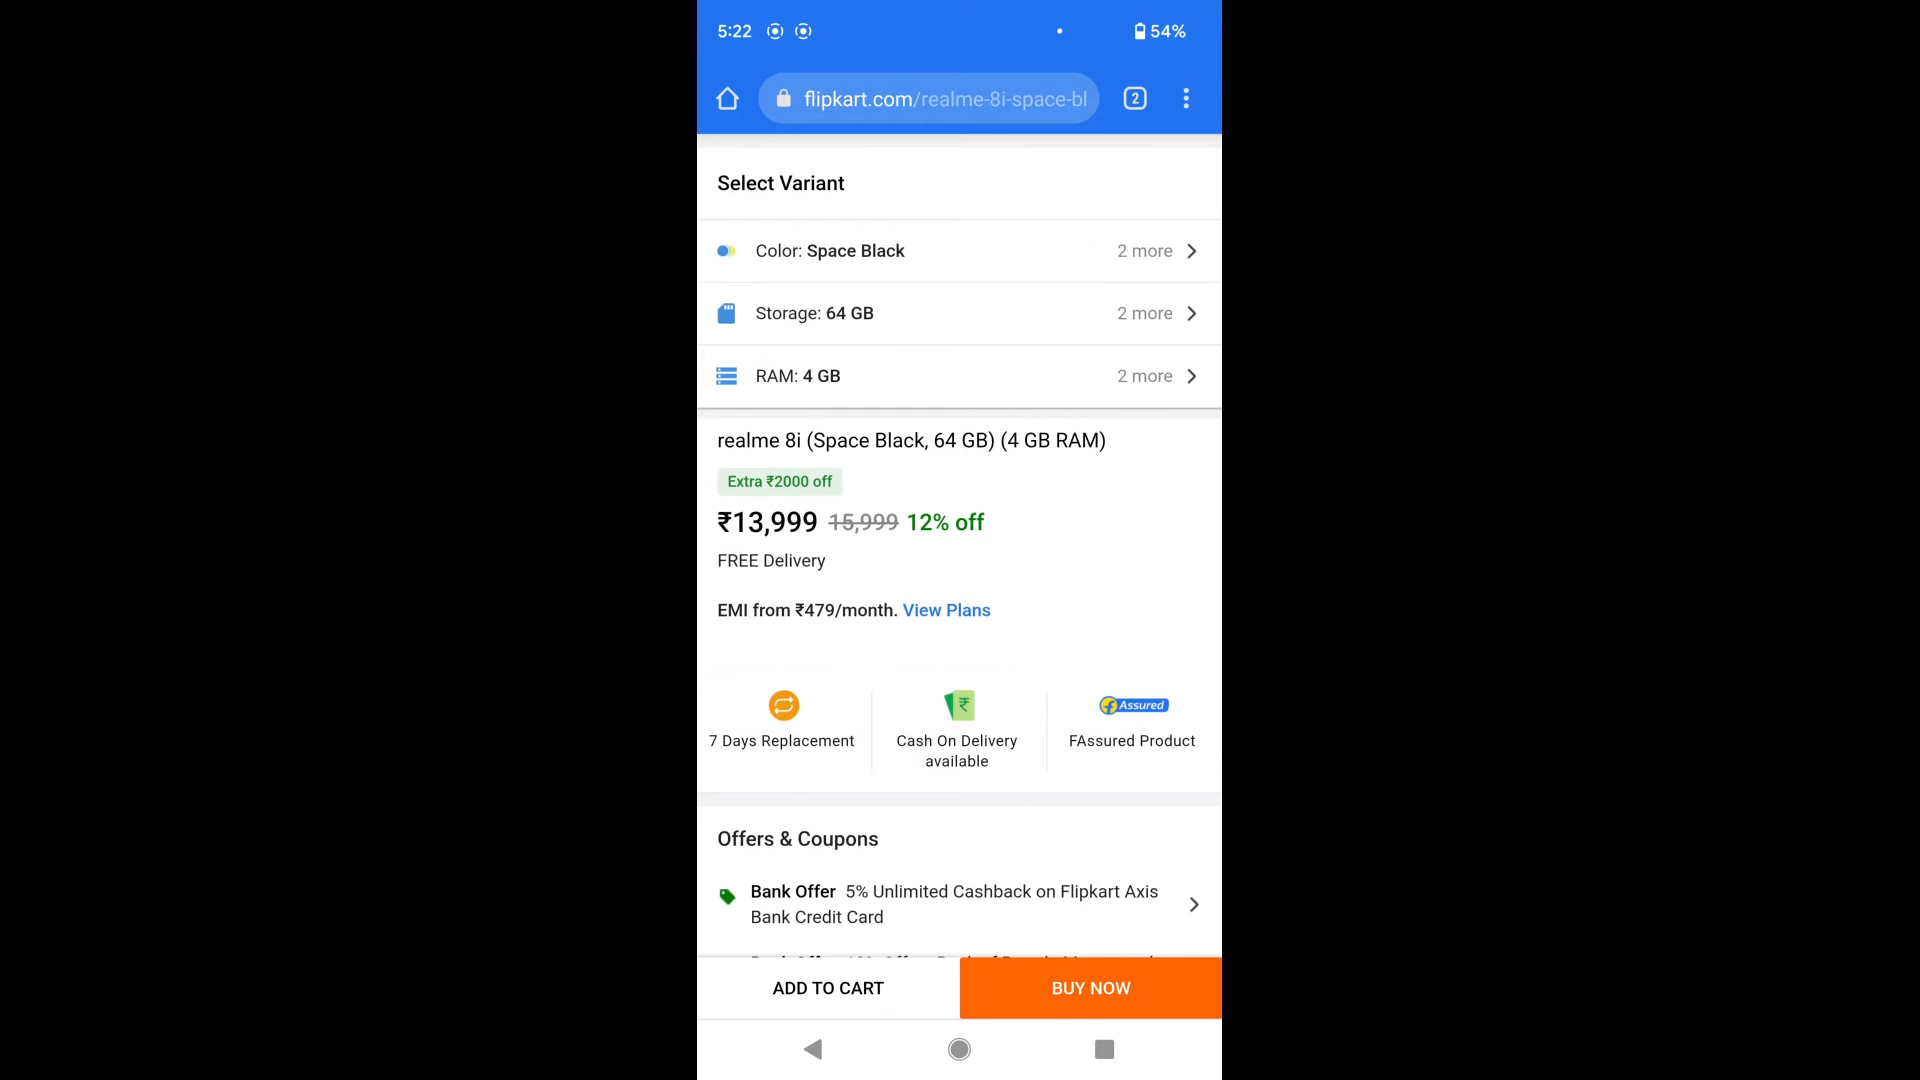 5:22 54%
flipkart.com/realme-8i-space-bl 2
Select Variant
Color: Space Black 2 more
Storage: 64 GB 2 more
RAM: 4 GB 2 more
realme 8i (Space Black, 64 GB) (4 GB RAM)
Extra ₹2000 off
₹13,999 15,999 12% off
FREE Delivery
EMI from ₹479/month. View Plans
Assured
7 Days Replacement
Cash On Delivery
available
FAssured Product
Offers & Coupons
Bank Offer 5% Unlimited Cashback on Flipkart Axis
Bank Credit Card
ADD TO CART
BUY NOW